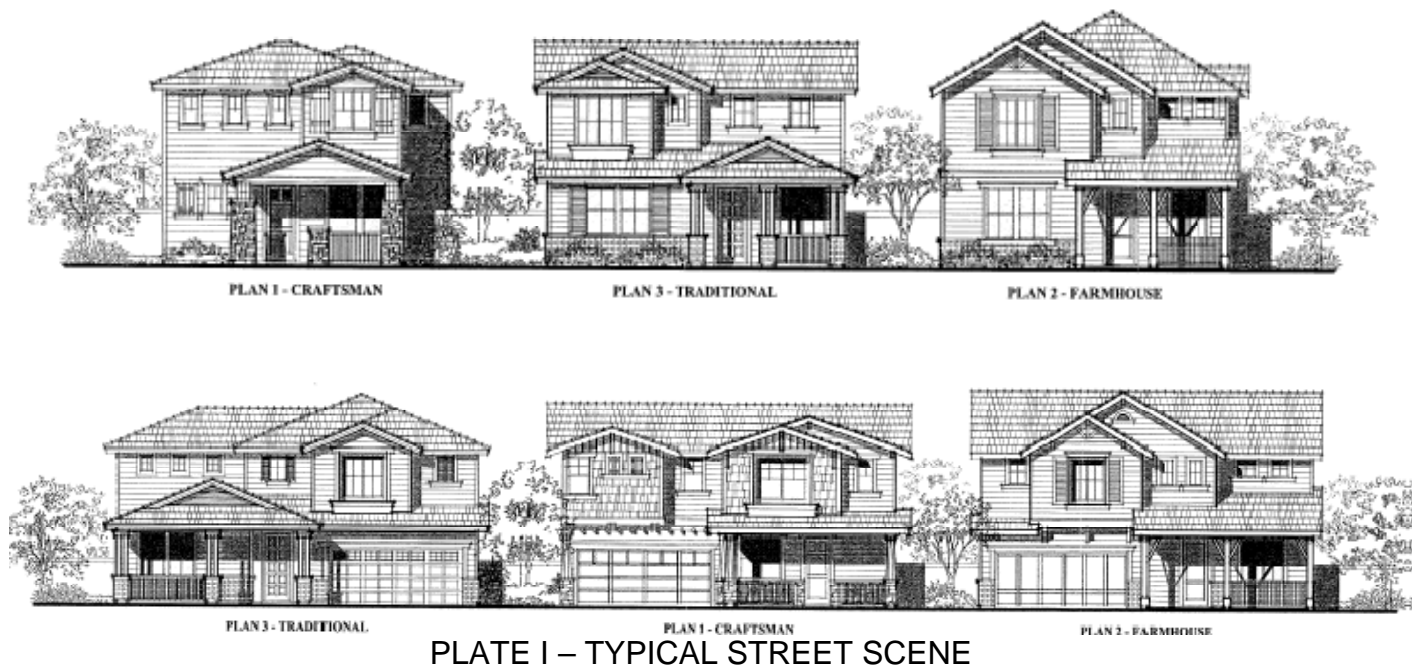 PLAN 1 - CRAFTSMAN
PLAN 3 - TRADITIONAL
PLAN 2 - FARMHOUSE
PLAN 3 - TRADITIONAL
PLAN 1 - CRAFTSMAN
PLAN 2 - FARMHOUSE
PLATE I – TYPICAL STREET SCENE